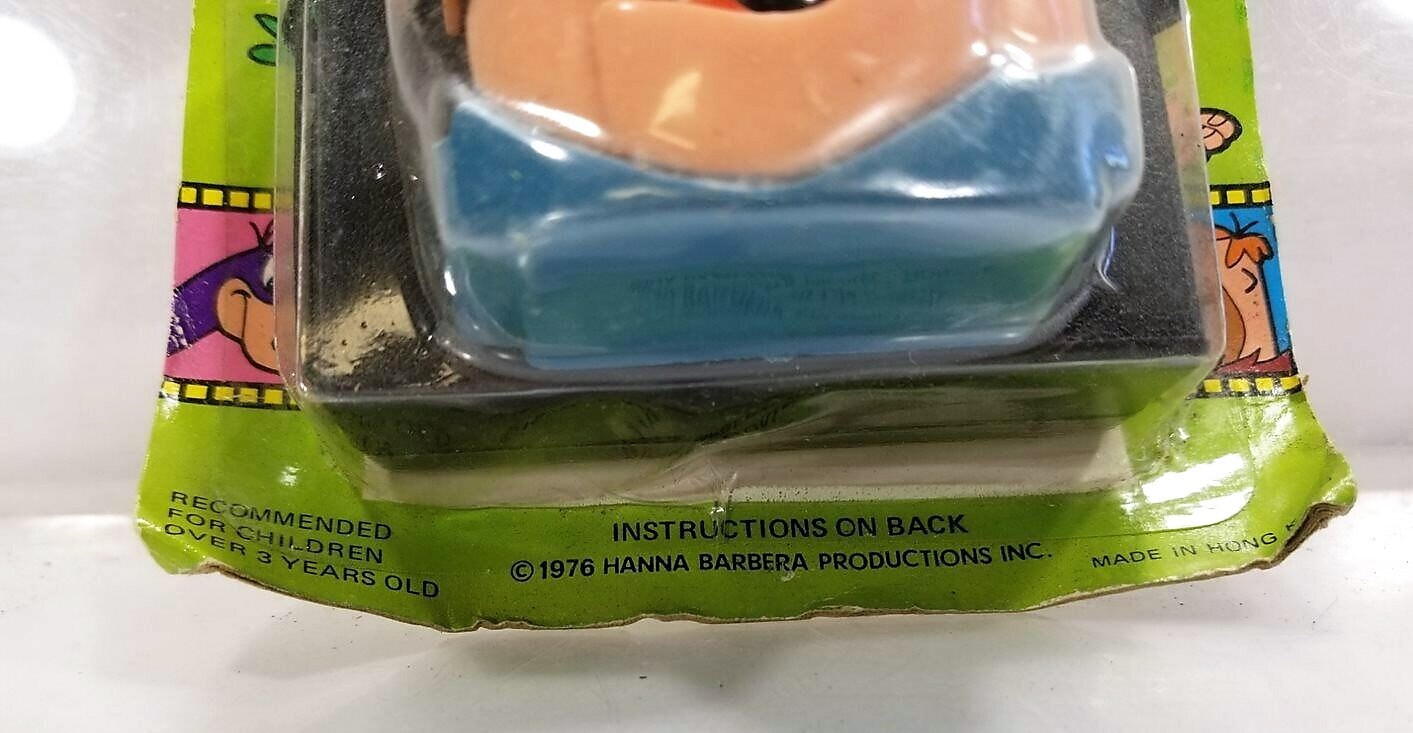 RECOMMENDED
FOR CHILDREN
OVER 3 YEARS OLD
INSTRUCTIONS ON BACK
© 1976 HANNA BARBERA PRODUCTIONS INC.
MADE IN HONG K